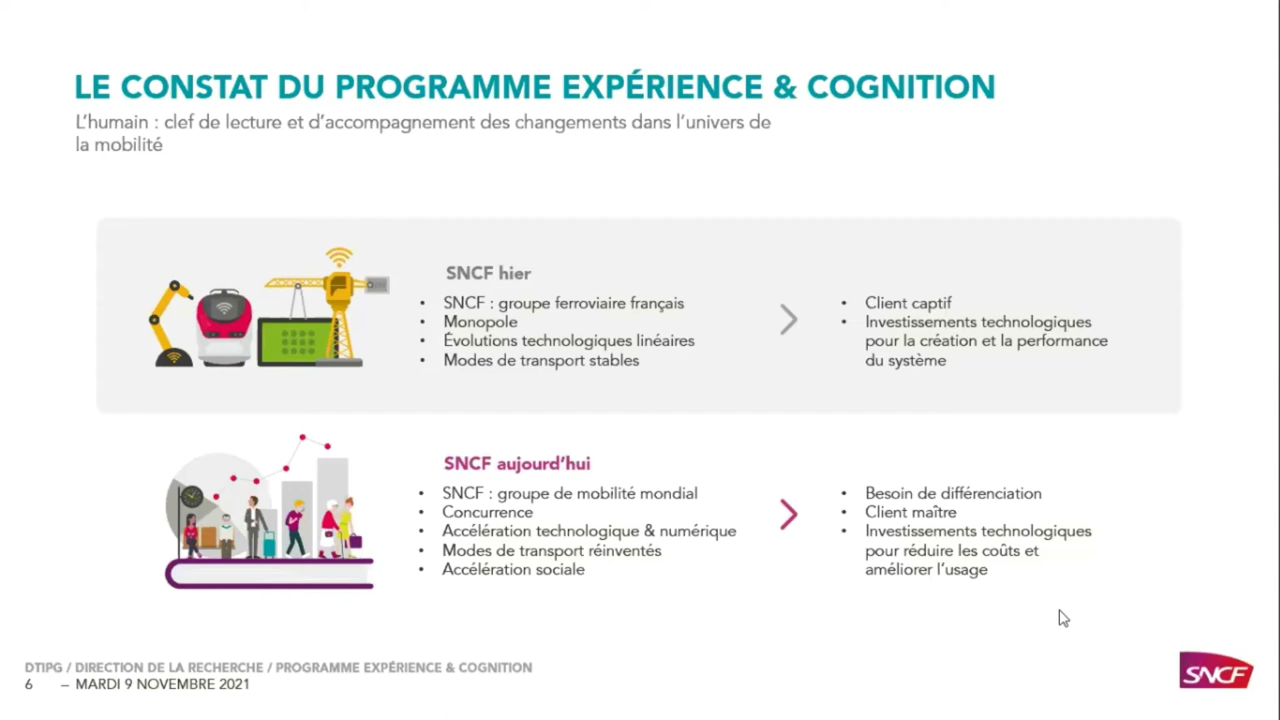 LE CONSTAT DU PROGRAMME EXPÉRIENCE & COGNITION
L'humain : clef de lecture et d'accompagnement des changements dans l'univers de
la mobilité
SNCF hier
• SNCF : groupe ferroviaire français
• Monopole
• Évolutions technologiques linéaires
• Modes de transport stables
• Client captif
• Investissements technologiques
pour la création et la performance
du système
SNCF aujourd'hui
• SNCF : groupe de mobilité mondial
• Concurrence
• Accélération technologique & numérique
• Modes de transport réinventés
• Accélération sociale
• Besoin de différenciation
• Client maître
• Investissements technologiques
pour réduire les coûts et
améliorer l'usage
DTIPG / DIRECTION DE LA RECHERCHE / PROGRAMME EXPÉRIENCE & COGNITION
6 – MARDI 9 NOVEMBRE 2021
SNCF